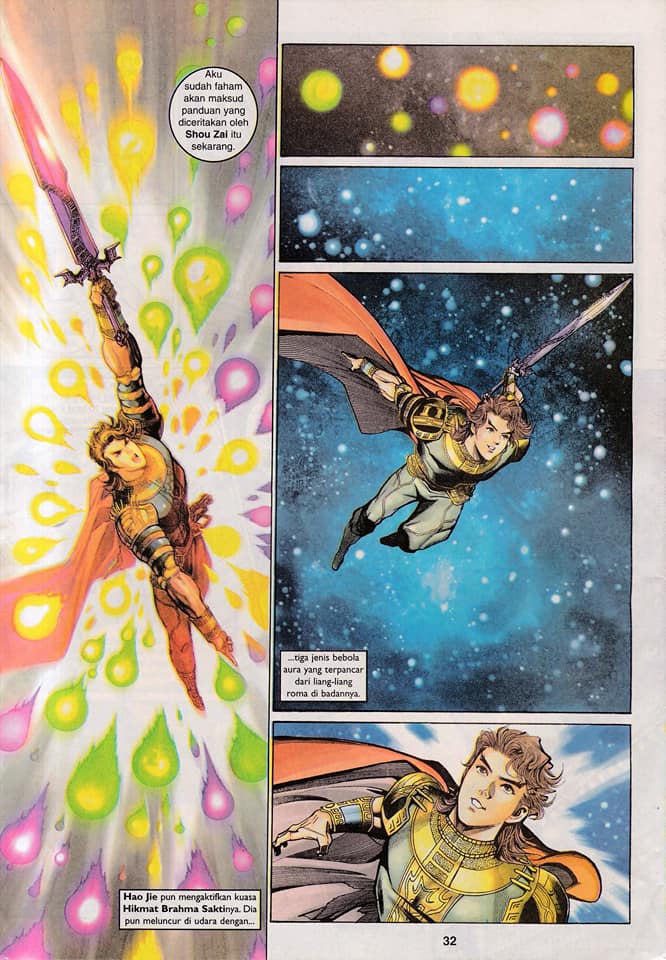 Aku
sudah faham
akan maksud
panduan yang
diceritakan oleh
Shou Zai itu
sekarang.
Hao Jie pun mengaktifkan kuasa
Hikmat Brahma Saktinya. Dia
pun meluncur di udara dengan...
...tiga jenis bebola
aura yang terpancar
dari liang-liang
roma di badannya.
32